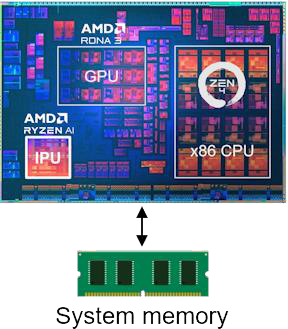 AMD
RDNA 3
GPU
ZEN
4
AMD
RYZEN AI
IPU
x86 CPU
System memory